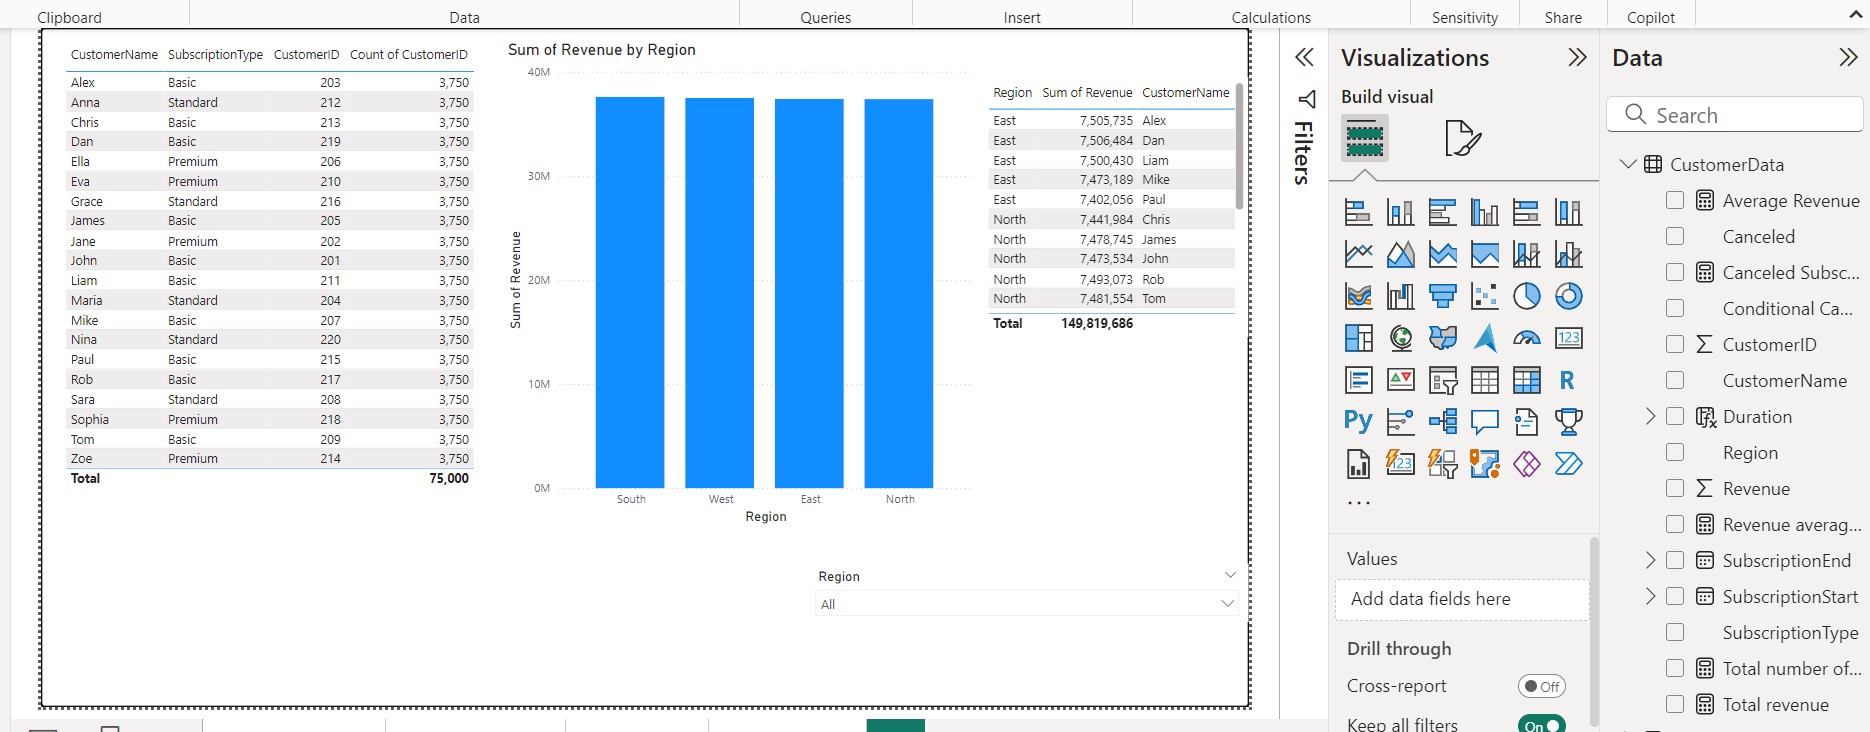 Clipboard
Data
Queries
Insert
Calculations
Sensitivity
Share
Copilot
CustomerName SubscriptionType CustomerID Count of CustomerID
Alex Basic 203 3,750
Anna Standard 212 3,750
Chris Basic 213 3,750
Dan Basic 219 3,750
Ella Premium 206 3,750
Eva Premium 210 3,750
Grace Standard 216 3,750
James Basic 205 3,750
Jane Premium 202 3,750
John Basic 201 3,750
Liam Basic 211 3,750
Maria Standard 204 3,750
Mike Basic 207 3,750
Nina Standard 220 3,750
Paul Basic 215 3,750
Rob Basic 217 3,750
Sara Standard 208 3,750
Sophia Premium 218 3,750
Tom Basic 209 3,750
Zoe Premium 214 3,750
Total 75,000
Sum of Revenue by Region
40M
30M
20M
10M
0M
Sum of Revenue
South West East North
Region
Region Sum of Revenue CustomerName
East 7,505,735 Alex
East 7,506,484 Dan
East 7,500,430 Liam
East 7,473,189 Mike
East 7,402,056 Paul
North 7,441,984 Chris
North 7,478,745 James
North 7,473,534 John
North 7,493,073 Rob
North 7,481,554 Tom
Total 149,819,686
Region
All
Filters
Visualizations
Build visual
123
R
Py
123
...
Values
Add data fields here
Drill through
Cross-report Off
Keep all filters On
Data
Search
CustomerData
Average Revenue
Canceled
Canceled Subsc...
Conditional Ca...
CustomerID
CustomerName
Duration
Region
Revenue
Revenue averag...
SubscriptionEnd
SubscriptionStart
SubscriptionType
Total number of...
Total revenue